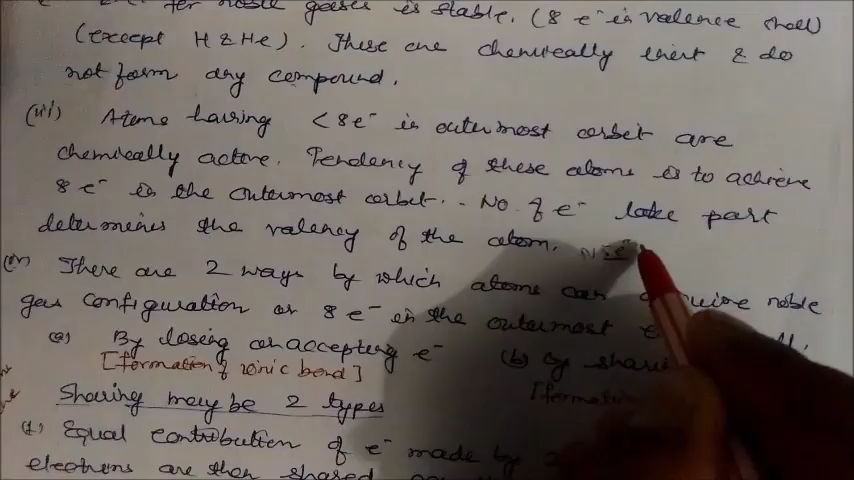 for noble gases is stable. (8 e⁻ in valence shell)
(except H & He). These are chemically inert & do
not form any compound.
(iii) Atoms having < 8e⁻ in outermost orbit are
chemically active. Tendency of these atoms is to achieve
8 e⁻ in the outermost orbit. - No. of e⁻ take part
determines the valency of the atom.
(iv) There are 2 ways by which atoms can acquire noble
gas configuration or 8 e⁻ in the outermost
(a) By losing or accepting e⁻ (b) by sharing
[formation of ionic bond] [formation
Sharing may be 2 types
(1) Equal contribution of e⁻ made by 2
electrons are then shared